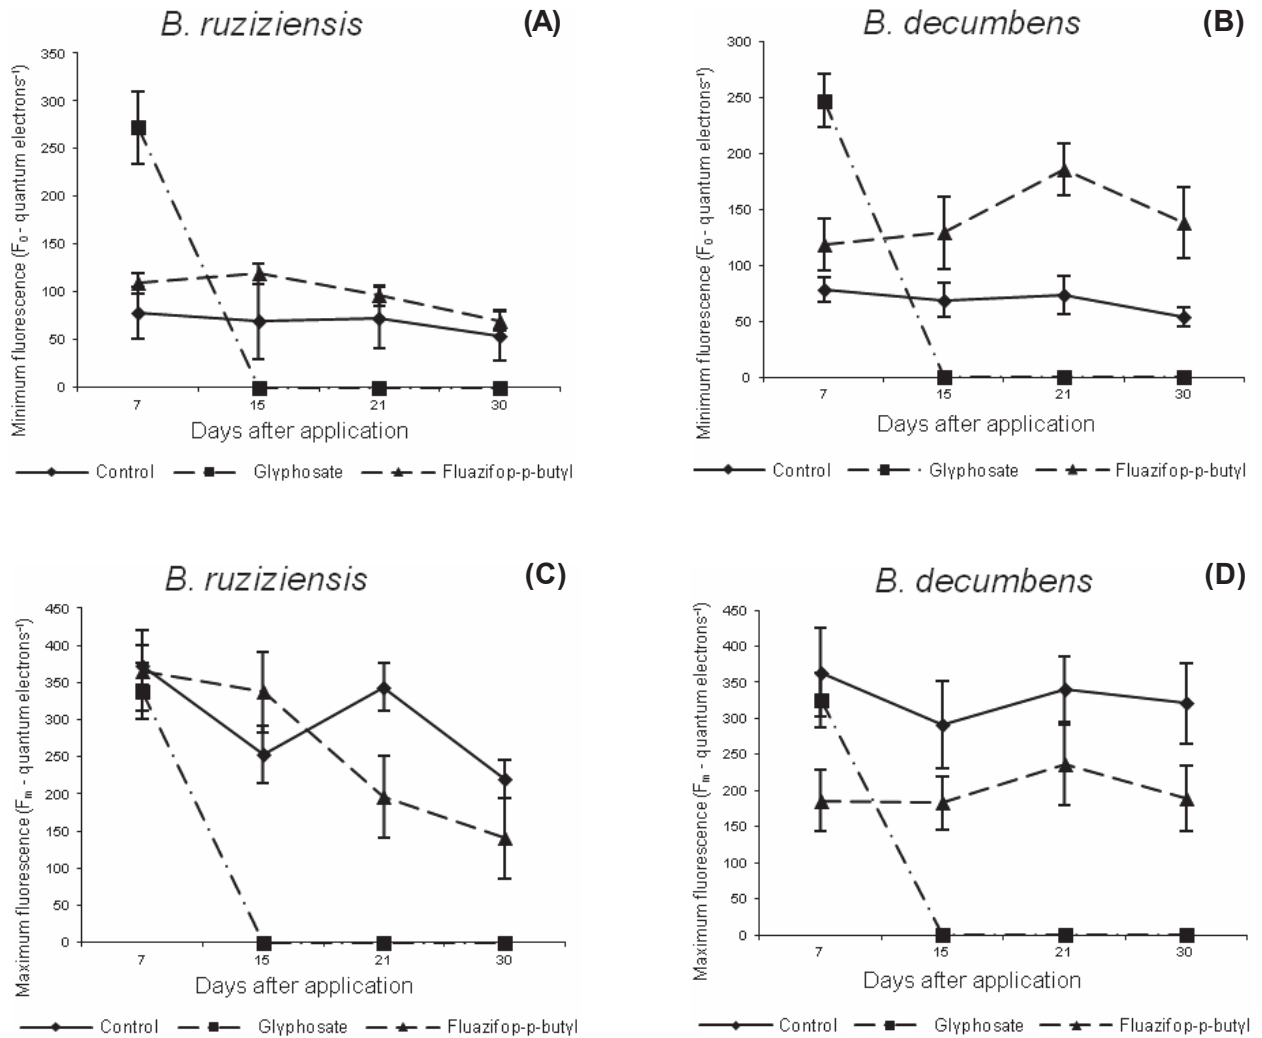 B. ruziziensis (A)
Minimum fluorescence (F₀ - quantum electrons⁻¹)
350
300
250
200
150
100
50
0
7 15 21 30
Days after application
Control Glyphosate Fluazifop-p-butyl
B. decumbens (B)
Minimum fluorescence (F₀ - quantum electrons⁻¹)
300
250
200
150
100
50
0
7 15 21 30
Days after application
Control Glyphosate Fluazifop-p-butyl
B. ruziziensis (C)
Maximum fluorescence (Fₘ - quantum electrons⁻¹)
450
400
350
300
250
200
150
100
50
0
7 15 21 30
Days after application
Control Glyphosate Fluazifop-p-butyl
B. decumbens (D)
Maximum fluorescence (Fₘ - quantum electrons⁻¹)
450
400
350
300
250
200
150
100
50
0
7 15 21 30
Days after application
Control Glyphosate Fluazifop-p-butyl